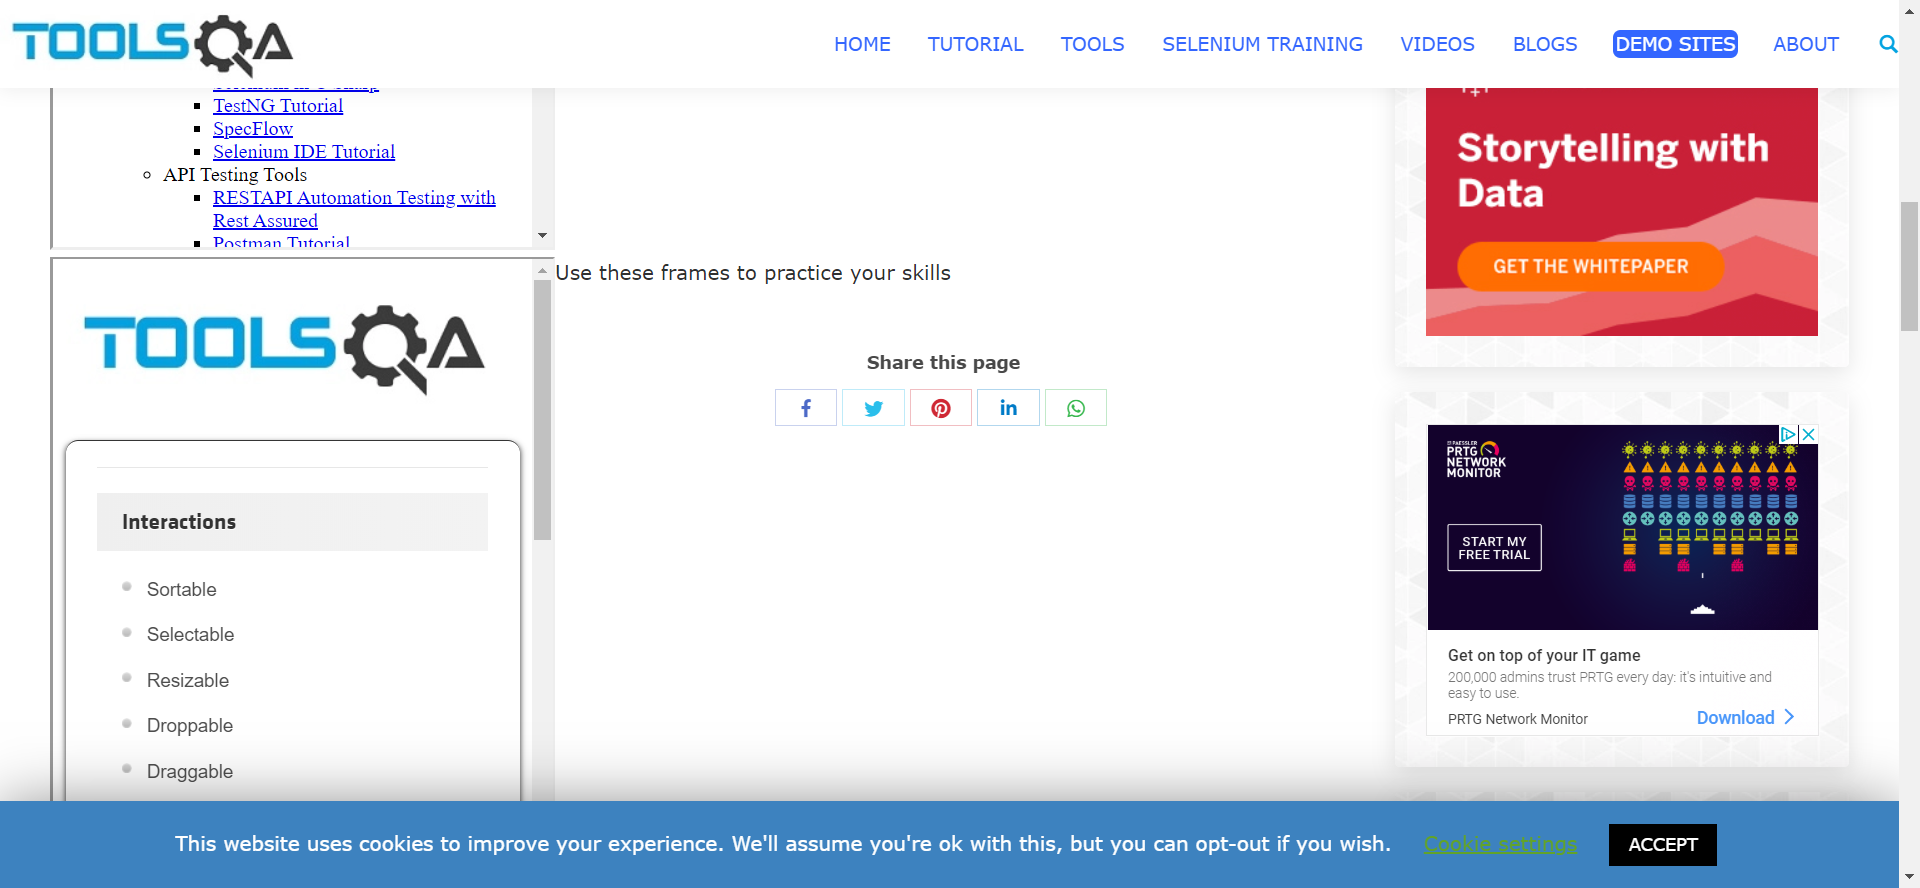 TOOLSQA
HOME TUTORIAL TOOLS SELENIUM TRAINING VIDEOS BLOGS DEMO SITES ABOUT
TestNG Tutorial
SpecFlow
Selenium IDE Tutorial
API Testing Tools
RESTAPI Automation Testing with
Rest Assured
Postman Tutorial
TOOLSQA
Interactions
Sortable
Selectable
Resizable
Droppable
Draggable
Use these frames to practice your skills
Share this page
Storytelling with
Data
GET THE WHITEPAPER
PAESSLER
PRTG
NETWORK
MONITOR
START MY
FREE TRIAL
Get on top of your IT game
200,000 admins trust PRTG every day: it's intuitive and
easy to use.
PRTG Network Monitor
Download
This website uses cookies to improve your experience. We'll assume you're ok with this, but you can opt-out if you wish. Cookie settings ACCEPT